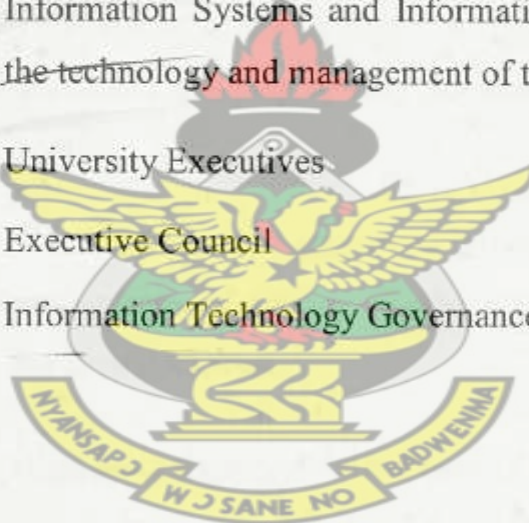 Information Systems and Informati
the technology and management of t
University Executives
Executive Council
Information Technology Governance
NYANSAPƆ WƆSANE NO BADWENMA